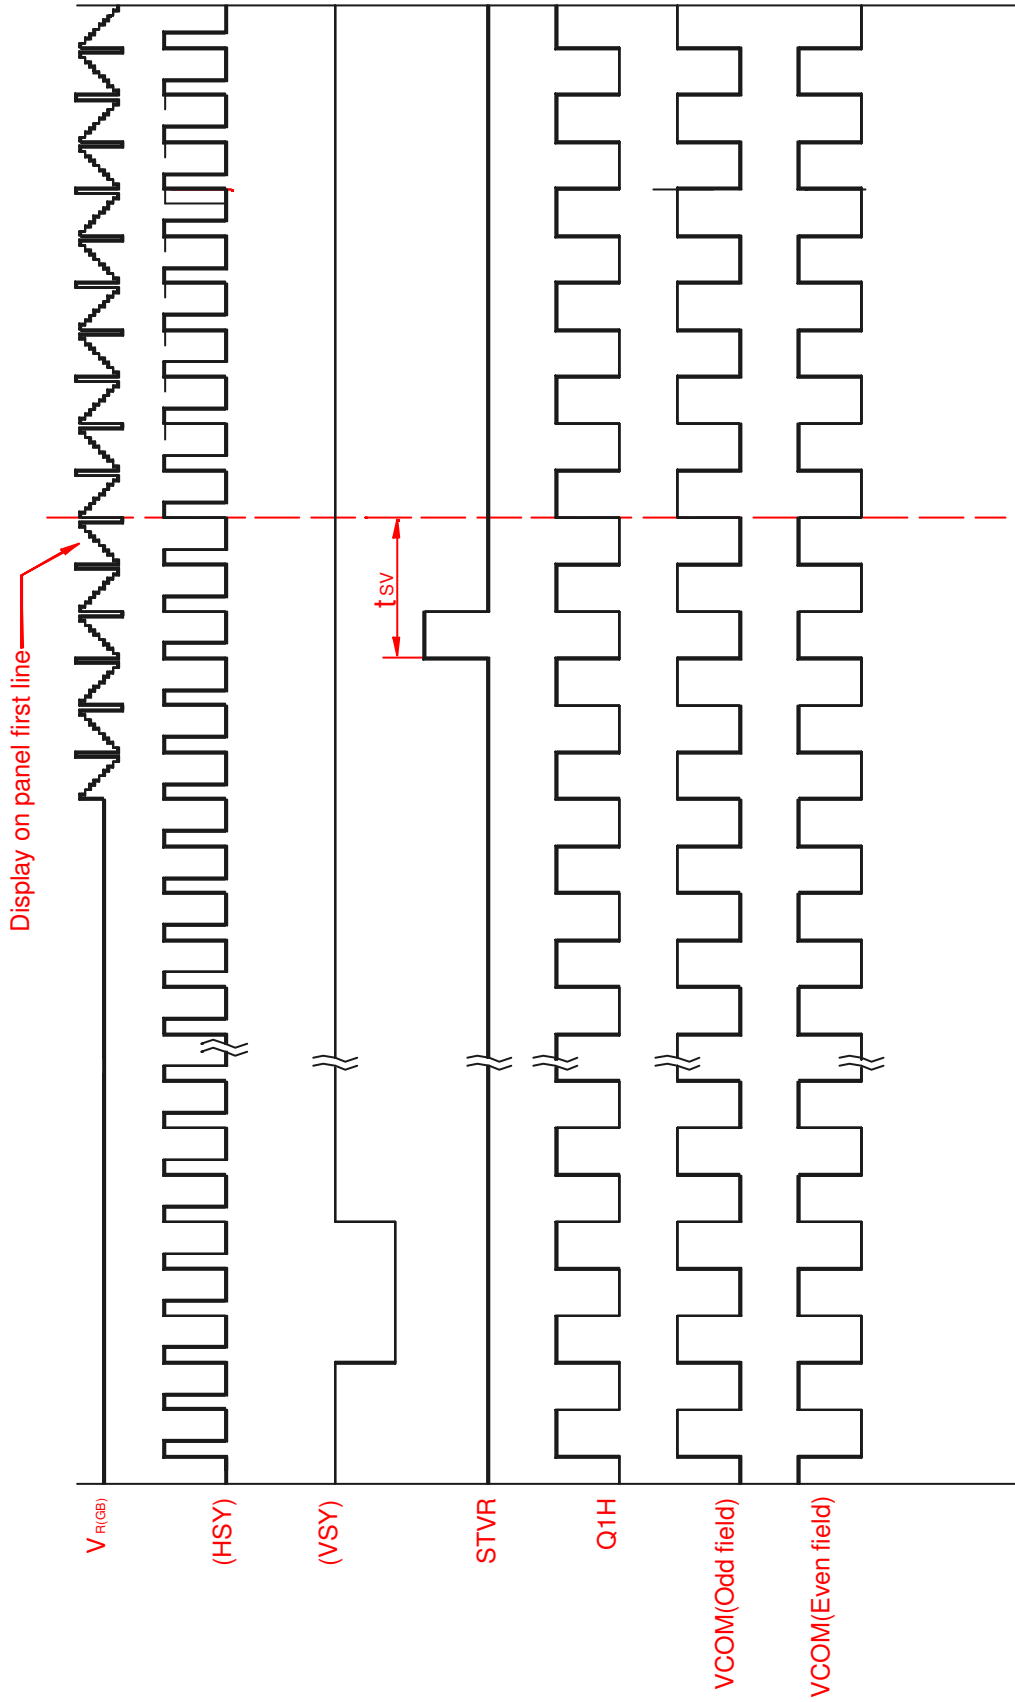 Display on panel first line
tSV
VR(GB)
(HSY)
(VSY)
STVR
Q1H
VCOM(Odd field)
VCOM(Even field)